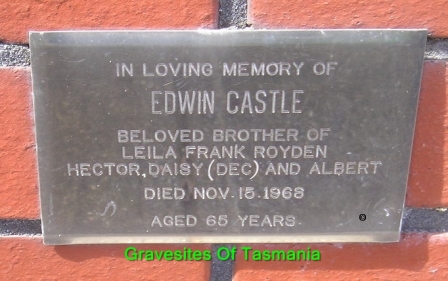 IN LOVING MEMORY OF
EDWIN CASTLE
BELOVED BROTHER OF
LEILA FRANK ROYDEN
HECTOR, DAISY (DEC) AND ALBERT
DIED NOV. 15. 1968
AGED 65 YEARS
Gravesites Of Tasmania